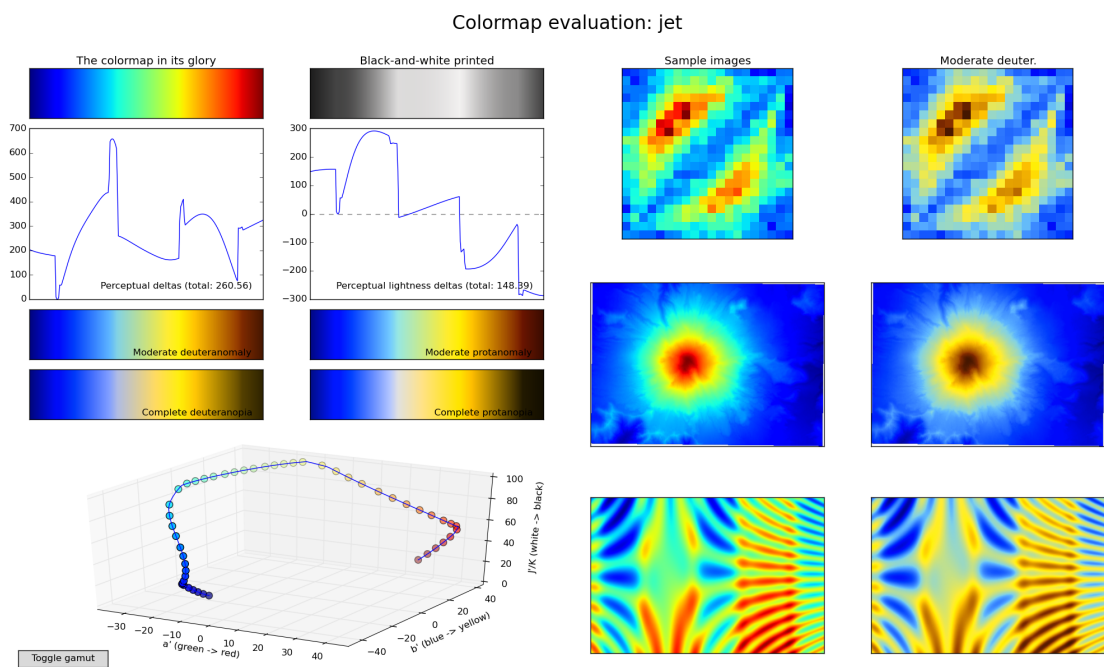 Colormap evaluation: jet
The colormap in its glory
Black-and-white printed
Sample images
Moderate deuter.
700
600
500
400
300
200
100
0
Perceptual deltas (total: 260.56)
300
200
100
0
−100
−200
−300
Perceptual lightness deltas (total: 148.39)
Moderate deuteranomaly
Moderate protanomaly
Complete deuteranopia
Complete protanopia
−30
−20
−10
0
10
20
30
40
a' (green -> red)
−40
−20
0
20
40
b' (blue -> yellow)
0
20
40
60
80
100
J'/K (white -> black)
Toggle gamut